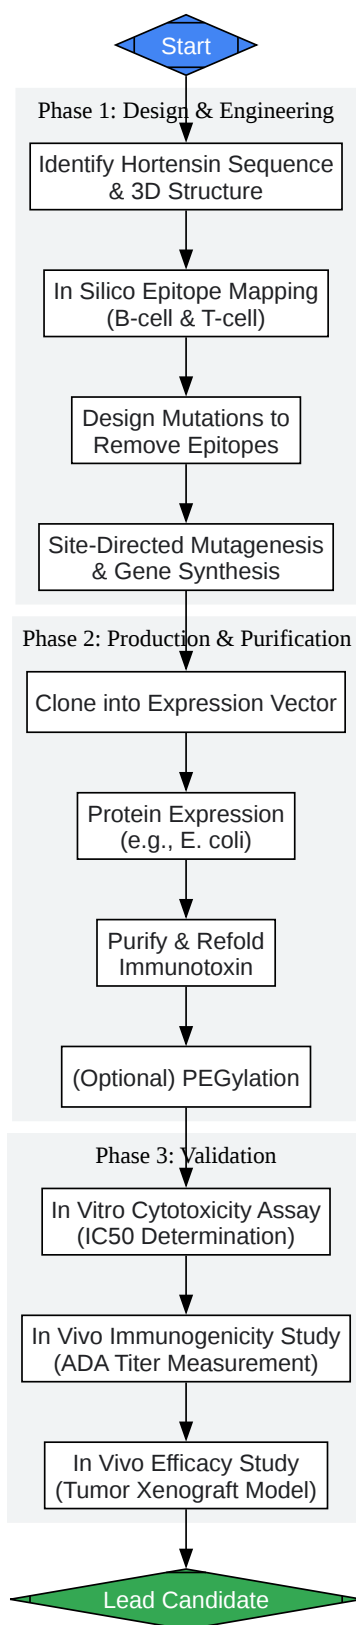 Start
Phase 1: Design & Engineering
Identify Hortensin Sequence
& 3D Structure
In Silico Epitope Mapping
(B-cell & T-cell)
Design Mutations to
Remove Epitopes
Site-Directed Mutagenesis
& Gene Synthesis
Phase 2: Production & Purification
Clone into Expression Vector
Protein Expression
(e.g., E. coli)
Purify & Refold
Immunotoxin
(Optional) PEGylation
Phase 3: Validation
In Vitro Cytotoxicity Assay
(IC50 Determination)
In Vivo Immunogenicity Study
(ADA Titer Measurement)
In Vivo Efficacy Study
(Tumor Xenograft Model)
Lead Candidate